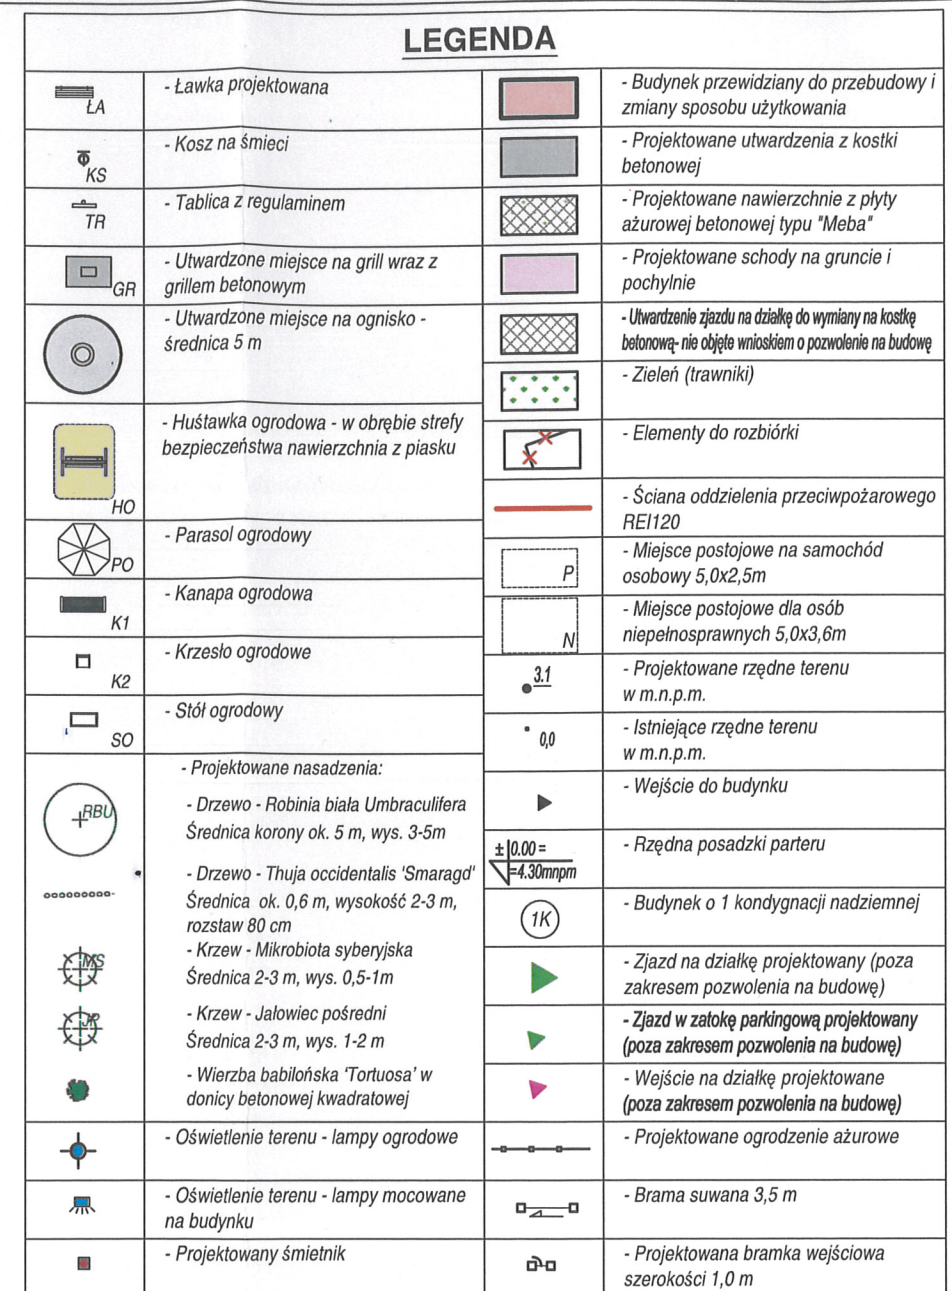 LEGENDA
ŁA
- Ławka projektowana
KS
- Kosz na śmieci
TR
- Tablica z regulaminem
GR
- Utwardzone miejsce na grill wraz z
grillem betonowym
- Utwardzone miejsce na ognisko -
średnica 5 m
HO
- Huśtawka ogrodowa - w obrębie strefy
bezpieczeństwa nawierzchnia z piasku
PO
- Parasol ogrodowy
K1
- Kanapa ogrodowa
K2
- Krzesło ogrodowe
SO
- Stół ogrodowy
- Projektowane nasadzenia:
RBU
- Drzewo - Robinia biała Umbraculifera
Średnica korony ok. 5 m, wys. 3-5m
- Drzewo - Thuja occidentalis 'Smaragd'
Średnica ok. 0,6 m, wysokość 2-3 m,
rozstaw 80 cm
MS
- Krzew - Mikrobiota syberyjska
Średnica 2-3 m, wys. 0,5-1m
JP
- Krzew - Jałowiec pośredni
Średnica 2-3 m, wys. 1-2 m
- Wierzba babilońska 'Tortuosa' w
donicy betonowej kwadratowej
- Oświetlenie terenu - lampy ogrodowe
- Oświetlenie terenu - lampy mocowane
na budynku
- Projektowany śmietnik
- Budynek przewidziany do przebudowy i
zmiany sposobu użytkowania
- Projektowane utwardzenia z kostki
betonowej
- Projektowane nawierzchnie z płyty
ażurowej betonowej typu "Meba"
- Projektowane schody na gruncie i
pochylnie
- Utwardzenie zjazdu na działkę do wymiany na kostkę
betonową- nie objęte wnioskiem o pozwolenie na budowę
- Zieleń (trawniki)
- Elementy do rozbiórki
- Ściana oddzielenia przeciwpożarowego
REI120
P
- Miejsce postojowe na samochód
osobowy 5,0x2,5m
N
- Miejsce postojowe dla osób
niepełnosprawnych 5,0x3,6m
3.1
- Projektowane rzędne terenu
w m.n.p.m.
0,0
- Istniejące rzędne terenu
w m.n.p.m.
- Wejście do budynku
± 0.00 =
=4.30mnpm
- Rzędna posadzki parteru
1K
- Budynek o 1 kondygnacji nadziemnej
- Zjazd na działkę projektowany (poza
zakresem pozwolenia na budowę)
- Zjazd w zatokę parkingową projektowany
(poza zakresem pozwolenia na budowę)
- Wejście na działkę projektowane
(poza zakresem pozwolenia na budowę)
- Projektowane ogrodzenie ażurowe
- Brama suwana 3,5 m
- Projektowana bramka wejściowa
szerokości 1,0 m